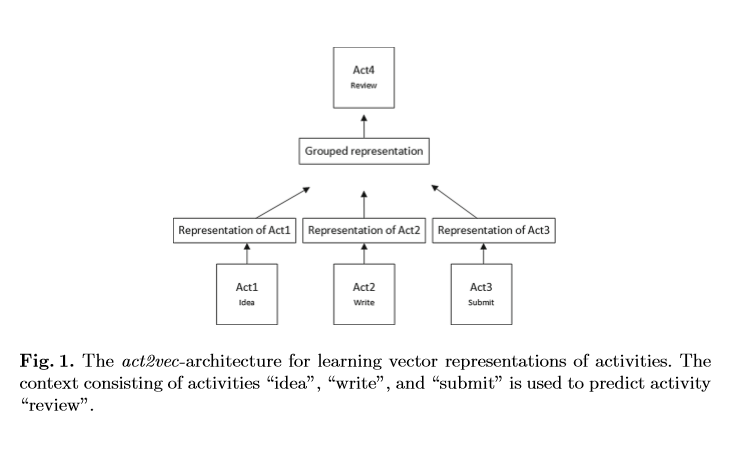 Act4
Review
Grouped representation
Representation of Act1
Representation of Act2
Representation of Act3
Act1
Idea
Act2
Write
Act3
Submit
Fig. 1. The act2vec-architecture for learning vector representations of activities. The
context consisting of activities “idea”, “write”, and “submit” is used to predict activity
“review”.